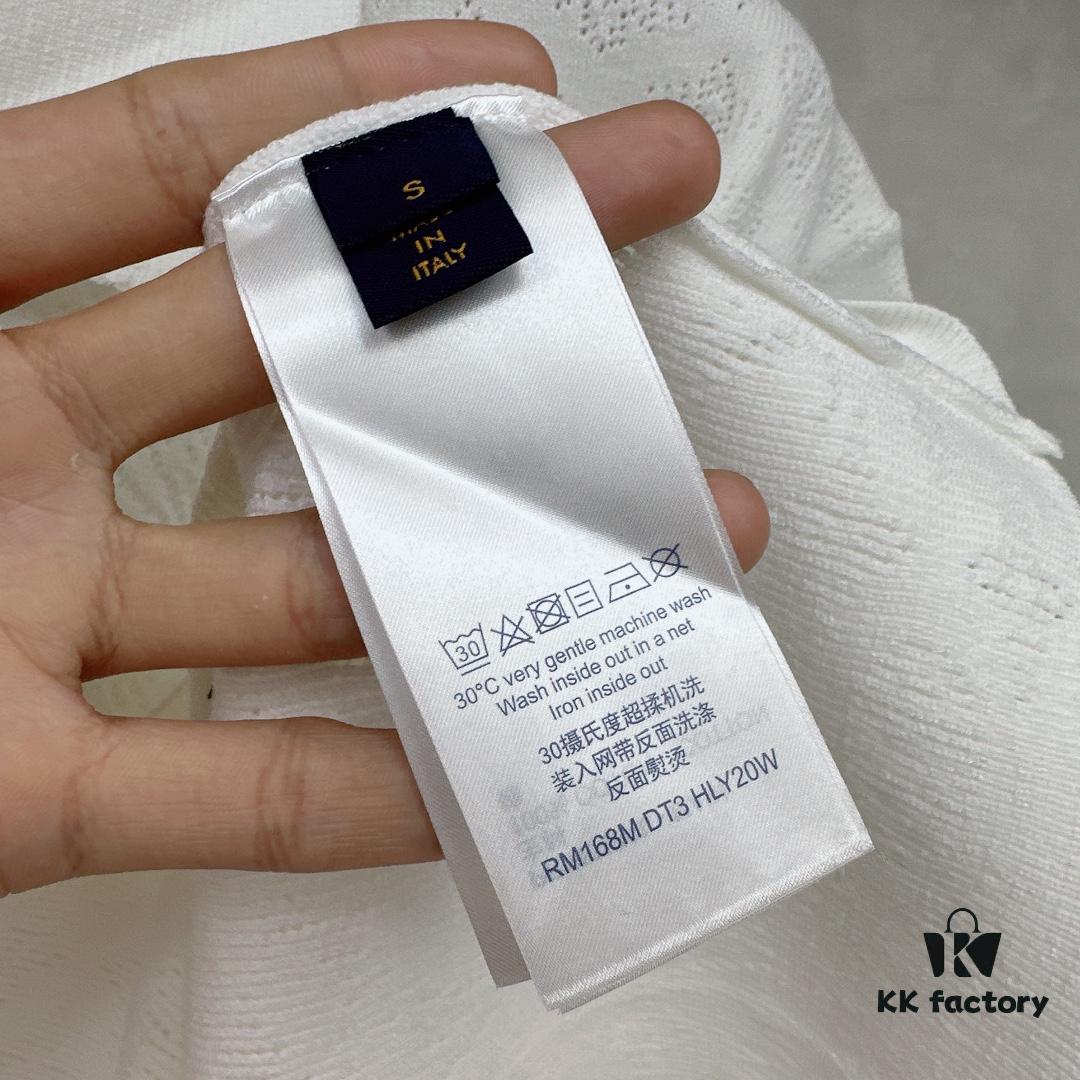 S
MADE
IN
ITALY
30
30°C very gentle machine wash
Wash inside out in a net
Iron inside out
30摄氏度超揉机洗
装入网带反面洗涤
反面熨烫
RM168M DT3 HLY20W
KK factory